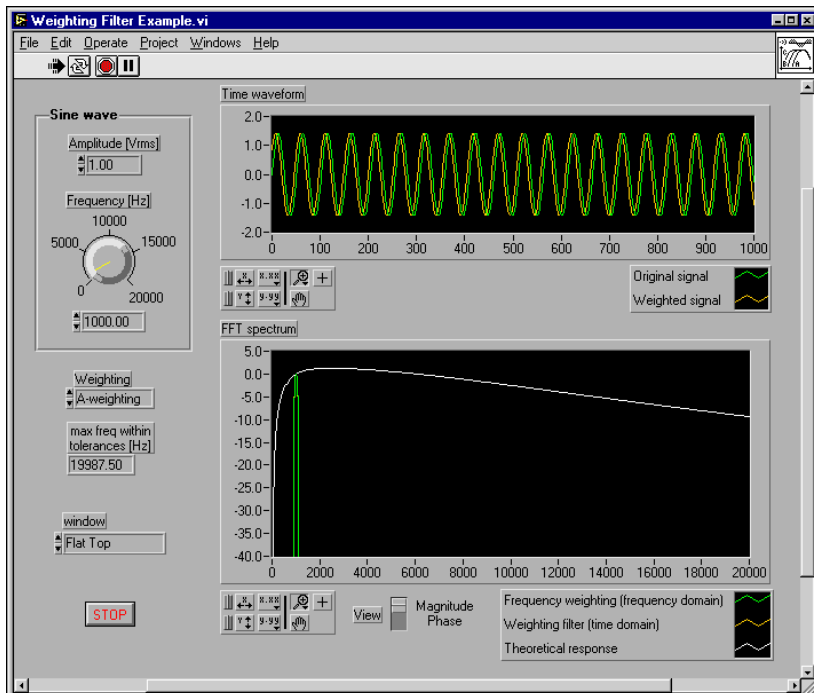 Weighting Filter Example.vi
File Edit Operate Project Windows Help
Sine wave
Amplitude [Vrms]
1.00
Frequency [Hz]
10000
5000 15000
0 20000
1000.00
Weighting
A-weighting
max freq within
tolerances [Hz]
19987.50
window
Flat Top
STOP
Time waveform
2.0
1.0
0.0
-1.0
-2.0
0 100 200 300 400 500 600 700 800 900 1000
Original signal
Weighted signal
FFT spectrum
5.0
0.0
-5.0
-10.0
-15.0
-20.0
-25.0
-30.0
-35.0
-40.0
0 2000 4000 6000 8000 10000 12000 14000 16000 18000 20000
View
Magnitude
Phase
Frequency weighting (frequency domain)
Weighting filter (time domain)
Theoretical response